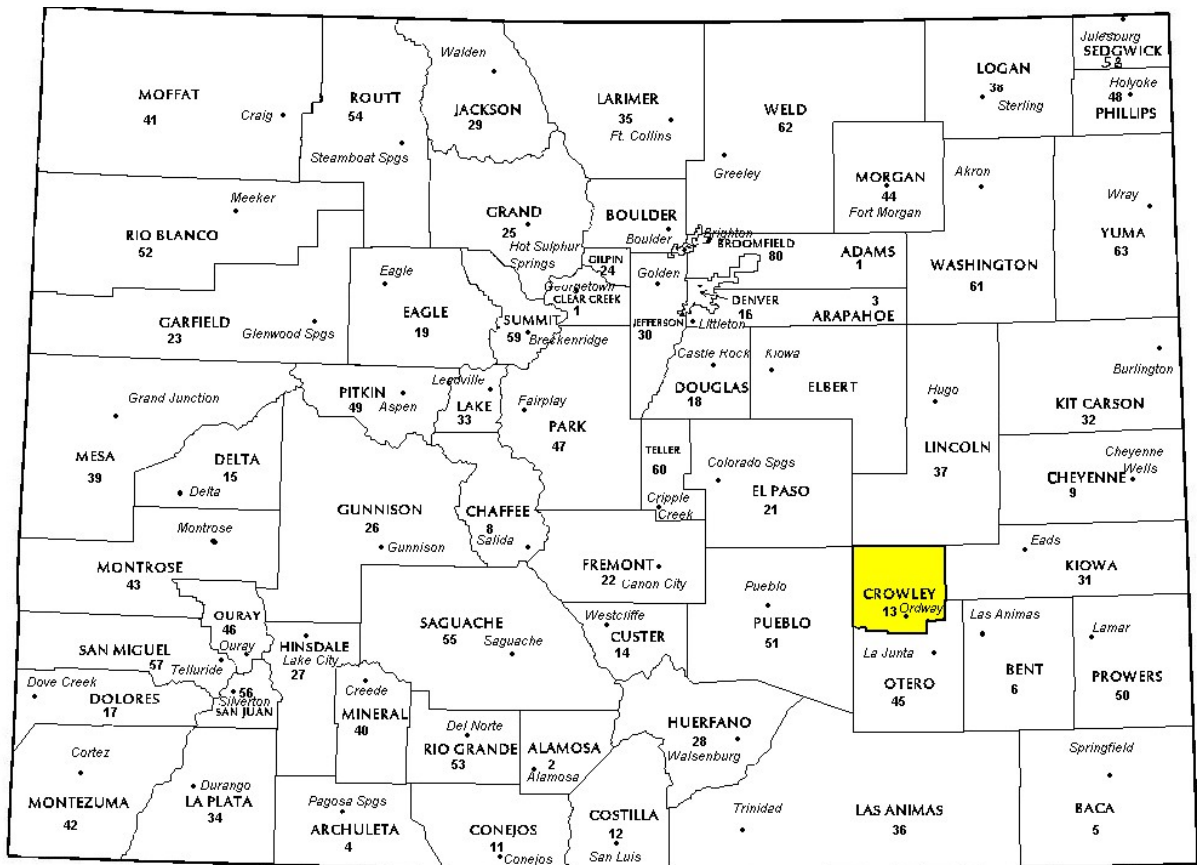 Julesburg
SEDGWICK
58
Walden
LOGAN
38
Sterling
Holyoke
48
PHILLIPS
MOFFAT
41
Craig
ROUTT
54
Steamboat Spgs
JACKSON
29
LARIMER
35
Ft. Collins
WELD
62
Greeley
MORGAN
44
Fort Morgan
Akron
Wray
YUMA
63
Meeker
RIO BLANCO
52
GRAND
25
Hot Sulphur
Springs
BOULDER
Boulder
Brighton
BROOMFIELD
80
ADAMS
1
WASHINGTON
61
GILPIN
24
Golden
Eagle
EAGLE
19
Georgetown
CLEAR CREEK
1
DENVER
16
3
ARAPAHOE
GARFIELD
23
Glenwood Spgs
SUMMIT
59
Breckenridge
JEFFERSON
30
Littleton
Castle Rock
DOUGLAS
18
Kiowa
ELBERT
Burlington
KIT CARSON
32
Hugo
LINCOLN
37
PITKIN
49
Aspen
Leadville
LAKE
33
Fairplay
PARK
47
Grand Junction
MESA
39
DELTA
15
Delta
TELLER
60
Cripple
Creek
Colorado Spgs
EL PASO
21
Cheyenne
Wells
CHEYENNE
9
GUNNISON
26
Gunnison
CHAFFEE
8
Salida
Montrose
MONTROSE
43
FREMONT
22
Canon City
Eads
KIOWA
31
CROWLEY
13
Ordway
Pueblo
PUEBLO
51
OURAY
46
Ouray
HINSDALE
Lake City
27
SAGUACHE
55
Saguache
Westcliffe
CUSTER
14
Las Animas
BENT
6
Lamar
PROWERS
50
La Junta
OTERO
45
SAN MIGUEL
57
Telluride
Dove Creek
DOLORES
17
56
Silverton
SAN JUAN
Creede
MINERAL
40
Del Norte
RIO GRANDE
53
ALAMOSA
2
Alamosa
HUERFANO
28
Walsenburg
Cortez
MONTEZUMA
42
Durango
LA PLATA
34
Pagosa Spgs
ARCHULETA
4
CONEJOS
11
Conejos
COSTILLA
12
San Luis
Trinidad
LAS ANIMAS
36
Springfield
BACA
5